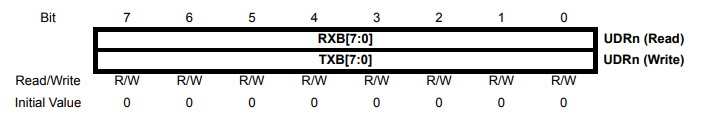 Bit 7 6 5 4 3 2 1 0
RXB[7:0] UDRn (Read)
TXB[7:0] UDRn (Write)
Read/Write R/W R/W R/W R/W R/W R/W R/W R/W
Initial Value 0 0 0 0 0 0 0 0